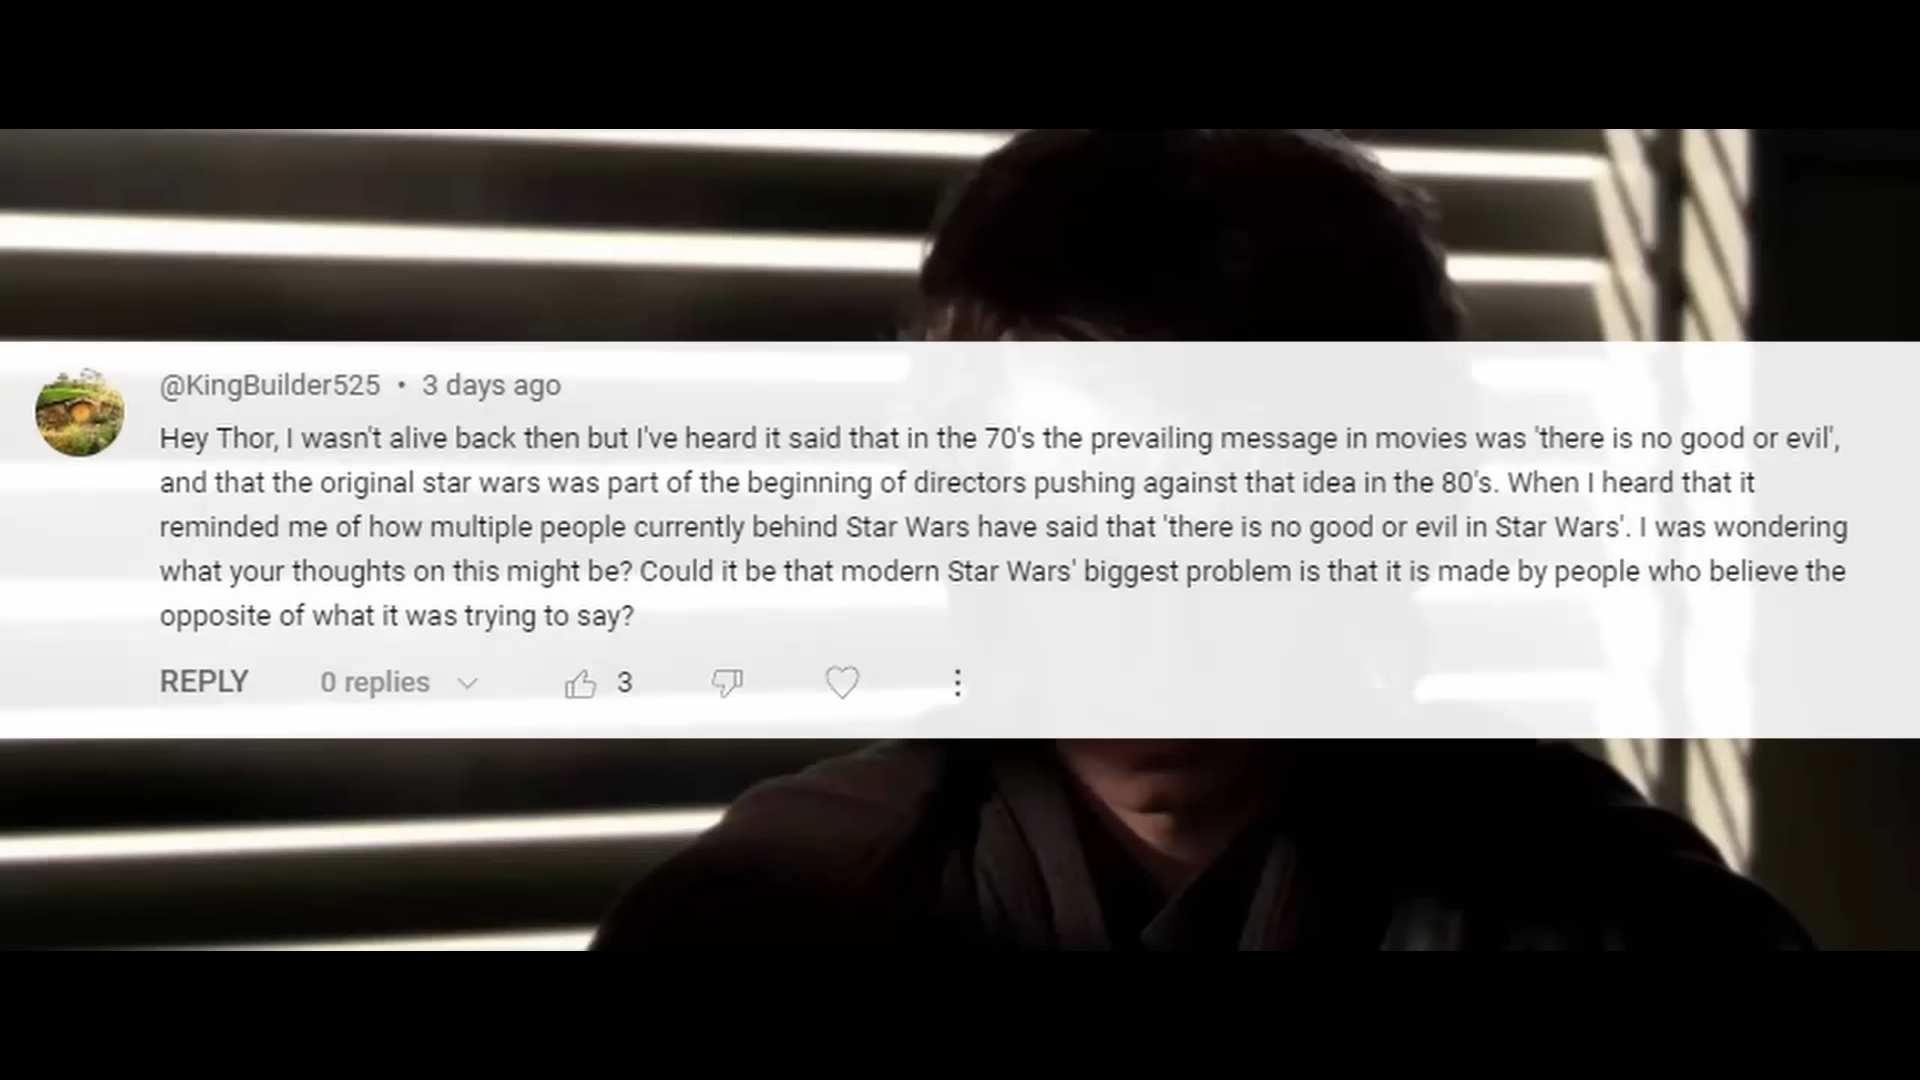 @KingBuilder525 • 3 days ago
Hey Thor, I wasn't alive back then but I've heard it said that in the 70's the prevailing message in movies was 'there is no good or evil',
and that the original star wars was part of the beginning of directors pushing against that idea in the 80's. When I heard that it
reminded me of how multiple people currently behind Star Wars have said that 'there is no good or evil in Star Wars'. I was wondering
what your thoughts on this might be? Could it be that modern Star Wars' biggest problem is that it is made by people who believe the
opposite of what it was trying to say?
REPLY 0 replies 3